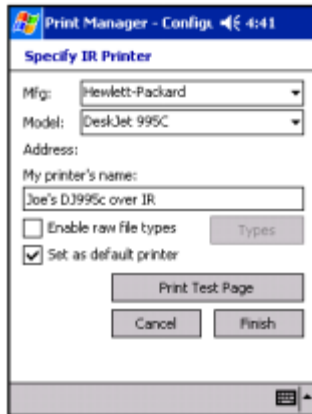 Print Manager - Configu 4:41
Specify IR Printer
Mfg: Hewlett-Packard
Model: DeskJet 995C
Address:
My printer's name:
Joe's DJ995c over IR
Enable raw file types Types
Set as default printer
Print Test Page
Cancel Finish